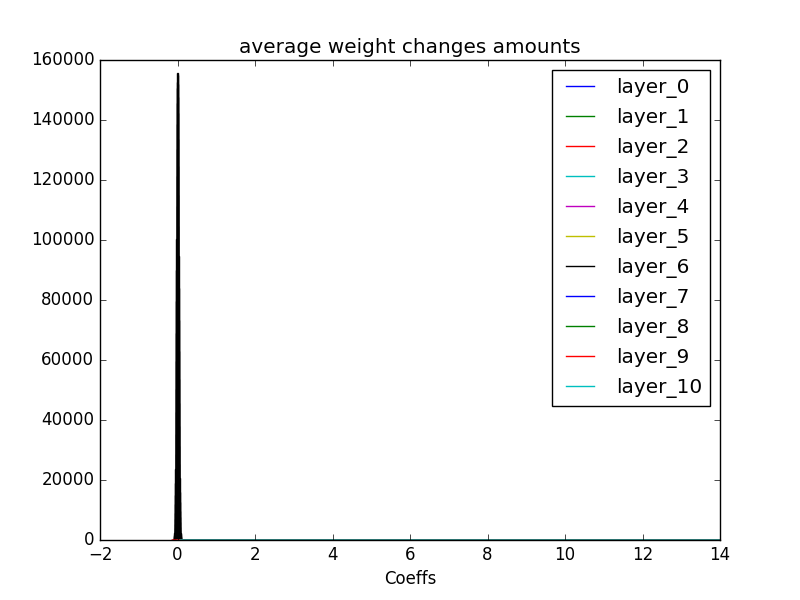 average weight changes amounts
160000
140000
120000
100000
80000
60000
40000
20000
0
−2 0 2 4 6 8 10 12 14
Coeffs
layer_0
layer_1
layer_2
layer_3
layer_4
layer_5
layer_6
layer_7
layer_8
layer_9
layer_10